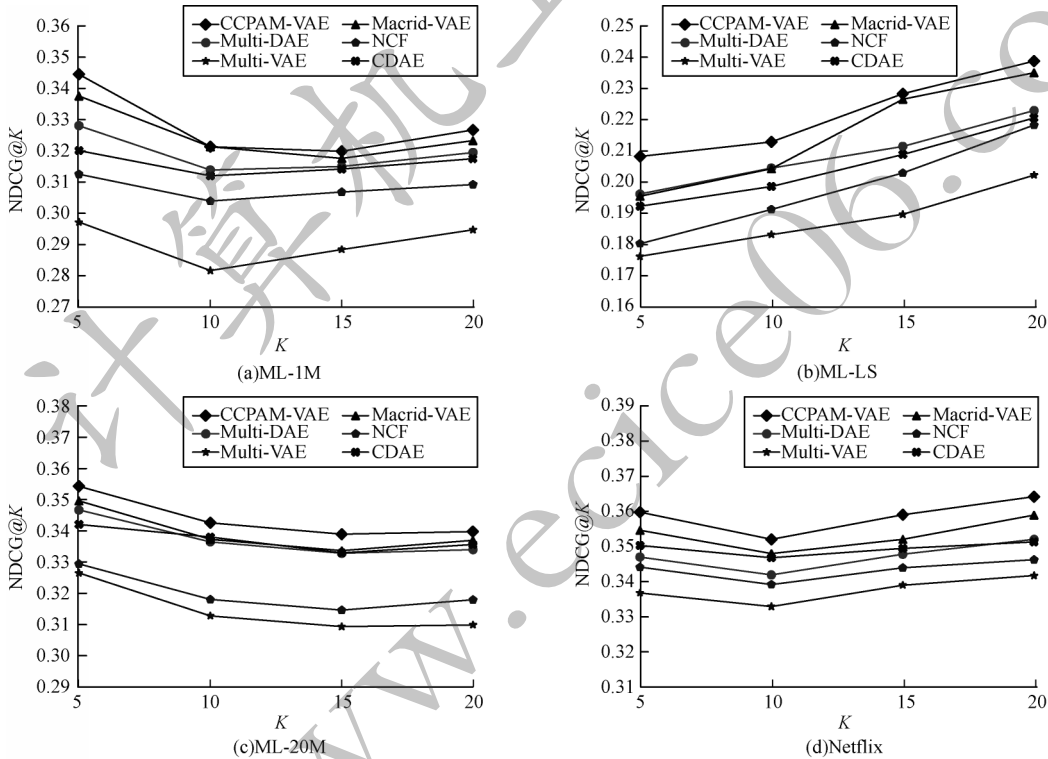 0.36
0.35
0.34
0.33
0.32
0.31
0.30
0.29
0.28
0.27
NDCG@K
CCPAM-VAE Macrid-VAE
Multi-DAE NCF
Multi-VAE CDAE
5 10 15 20
K
(a)ML-1M
0.25
0.24
0.23
0.22
0.21
0.20
0.19
0.18
0.17
0.16
NDCG@K
CCPAM-VAE Macrid-VAE
Multi-DAE NCF
Multi-VAE CDAE
5 10 15 20
K
(b)ML-LS
0.38
0.37
0.36
0.35
0.34
0.33
0.32
0.31
0.30
0.29
NDCG@K
CCPAM-VAE Macrid-VAE
Multi-DAE NCF
Multi-VAE CDAE
5 10 15 20
K
(c)ML-20M
0.39
0.38
0.37
0.36
0.35
0.34
0.33
0.32
0.31
NDCG@K
CCPAM-VAE Macrid-VAE
Multi-DAE NCF
Multi-VAE CDAE
5 10 15 20
K
(d)Netflix
计算机
www.ecice06.co